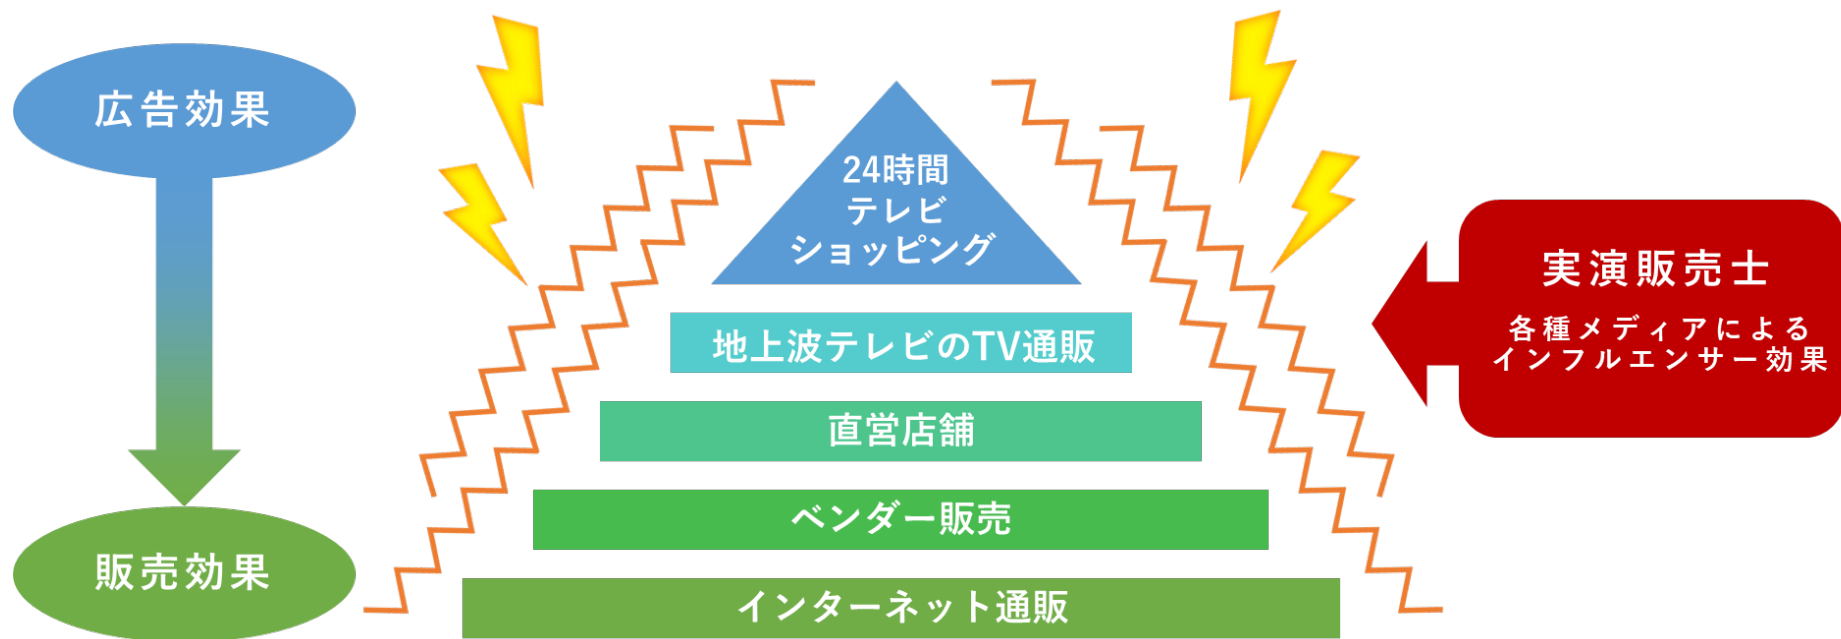 広告効果
販売効果
24時間
テレビ
ショッピング
地上波テレビのTV通販
直営店舗
ベンダー販売
インターネット通販
実演販売士
各種メディアによる
インフルエンサー効果